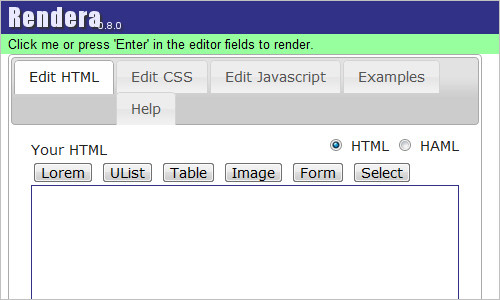 Rendera 0.8.0
Click me or press 'Enter' in the editor fields to render.
Edit HTML Edit CSS Edit Javascript Examples
Help
Your HTML HTML HAML
Lorem UList Table Image Form Select